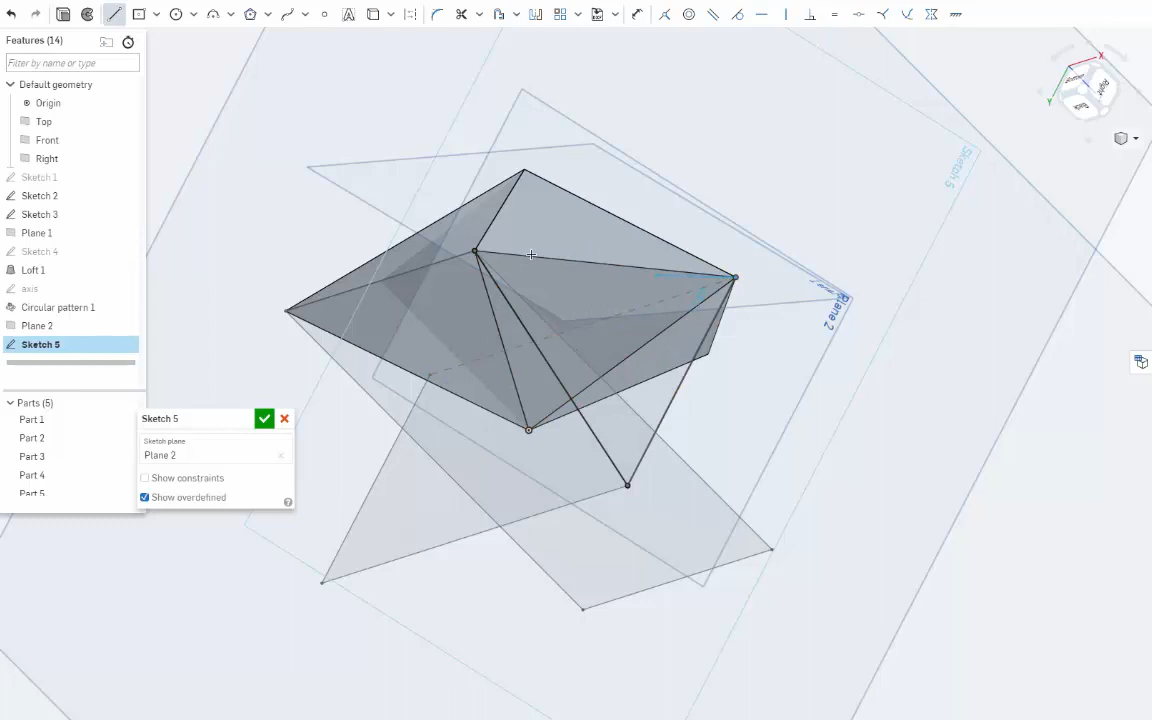 Features (14)
Filter by name or type
Default geometry
Origin
Top
Front
Right
Sketch 1
Sketch 2
Sketch 3
Plane 1
Sketch 4
Loft 1
axis
Circular pattern 1
Plane 2
Sketch 5
Parts (5)
Part 1
Part 2
Part 3
Part 4
Part 5
Sketch 5
Sketch plane
Plane 2
Show constraints
Show overdefined
Sketch 5
Plane 2
X
Y
Right